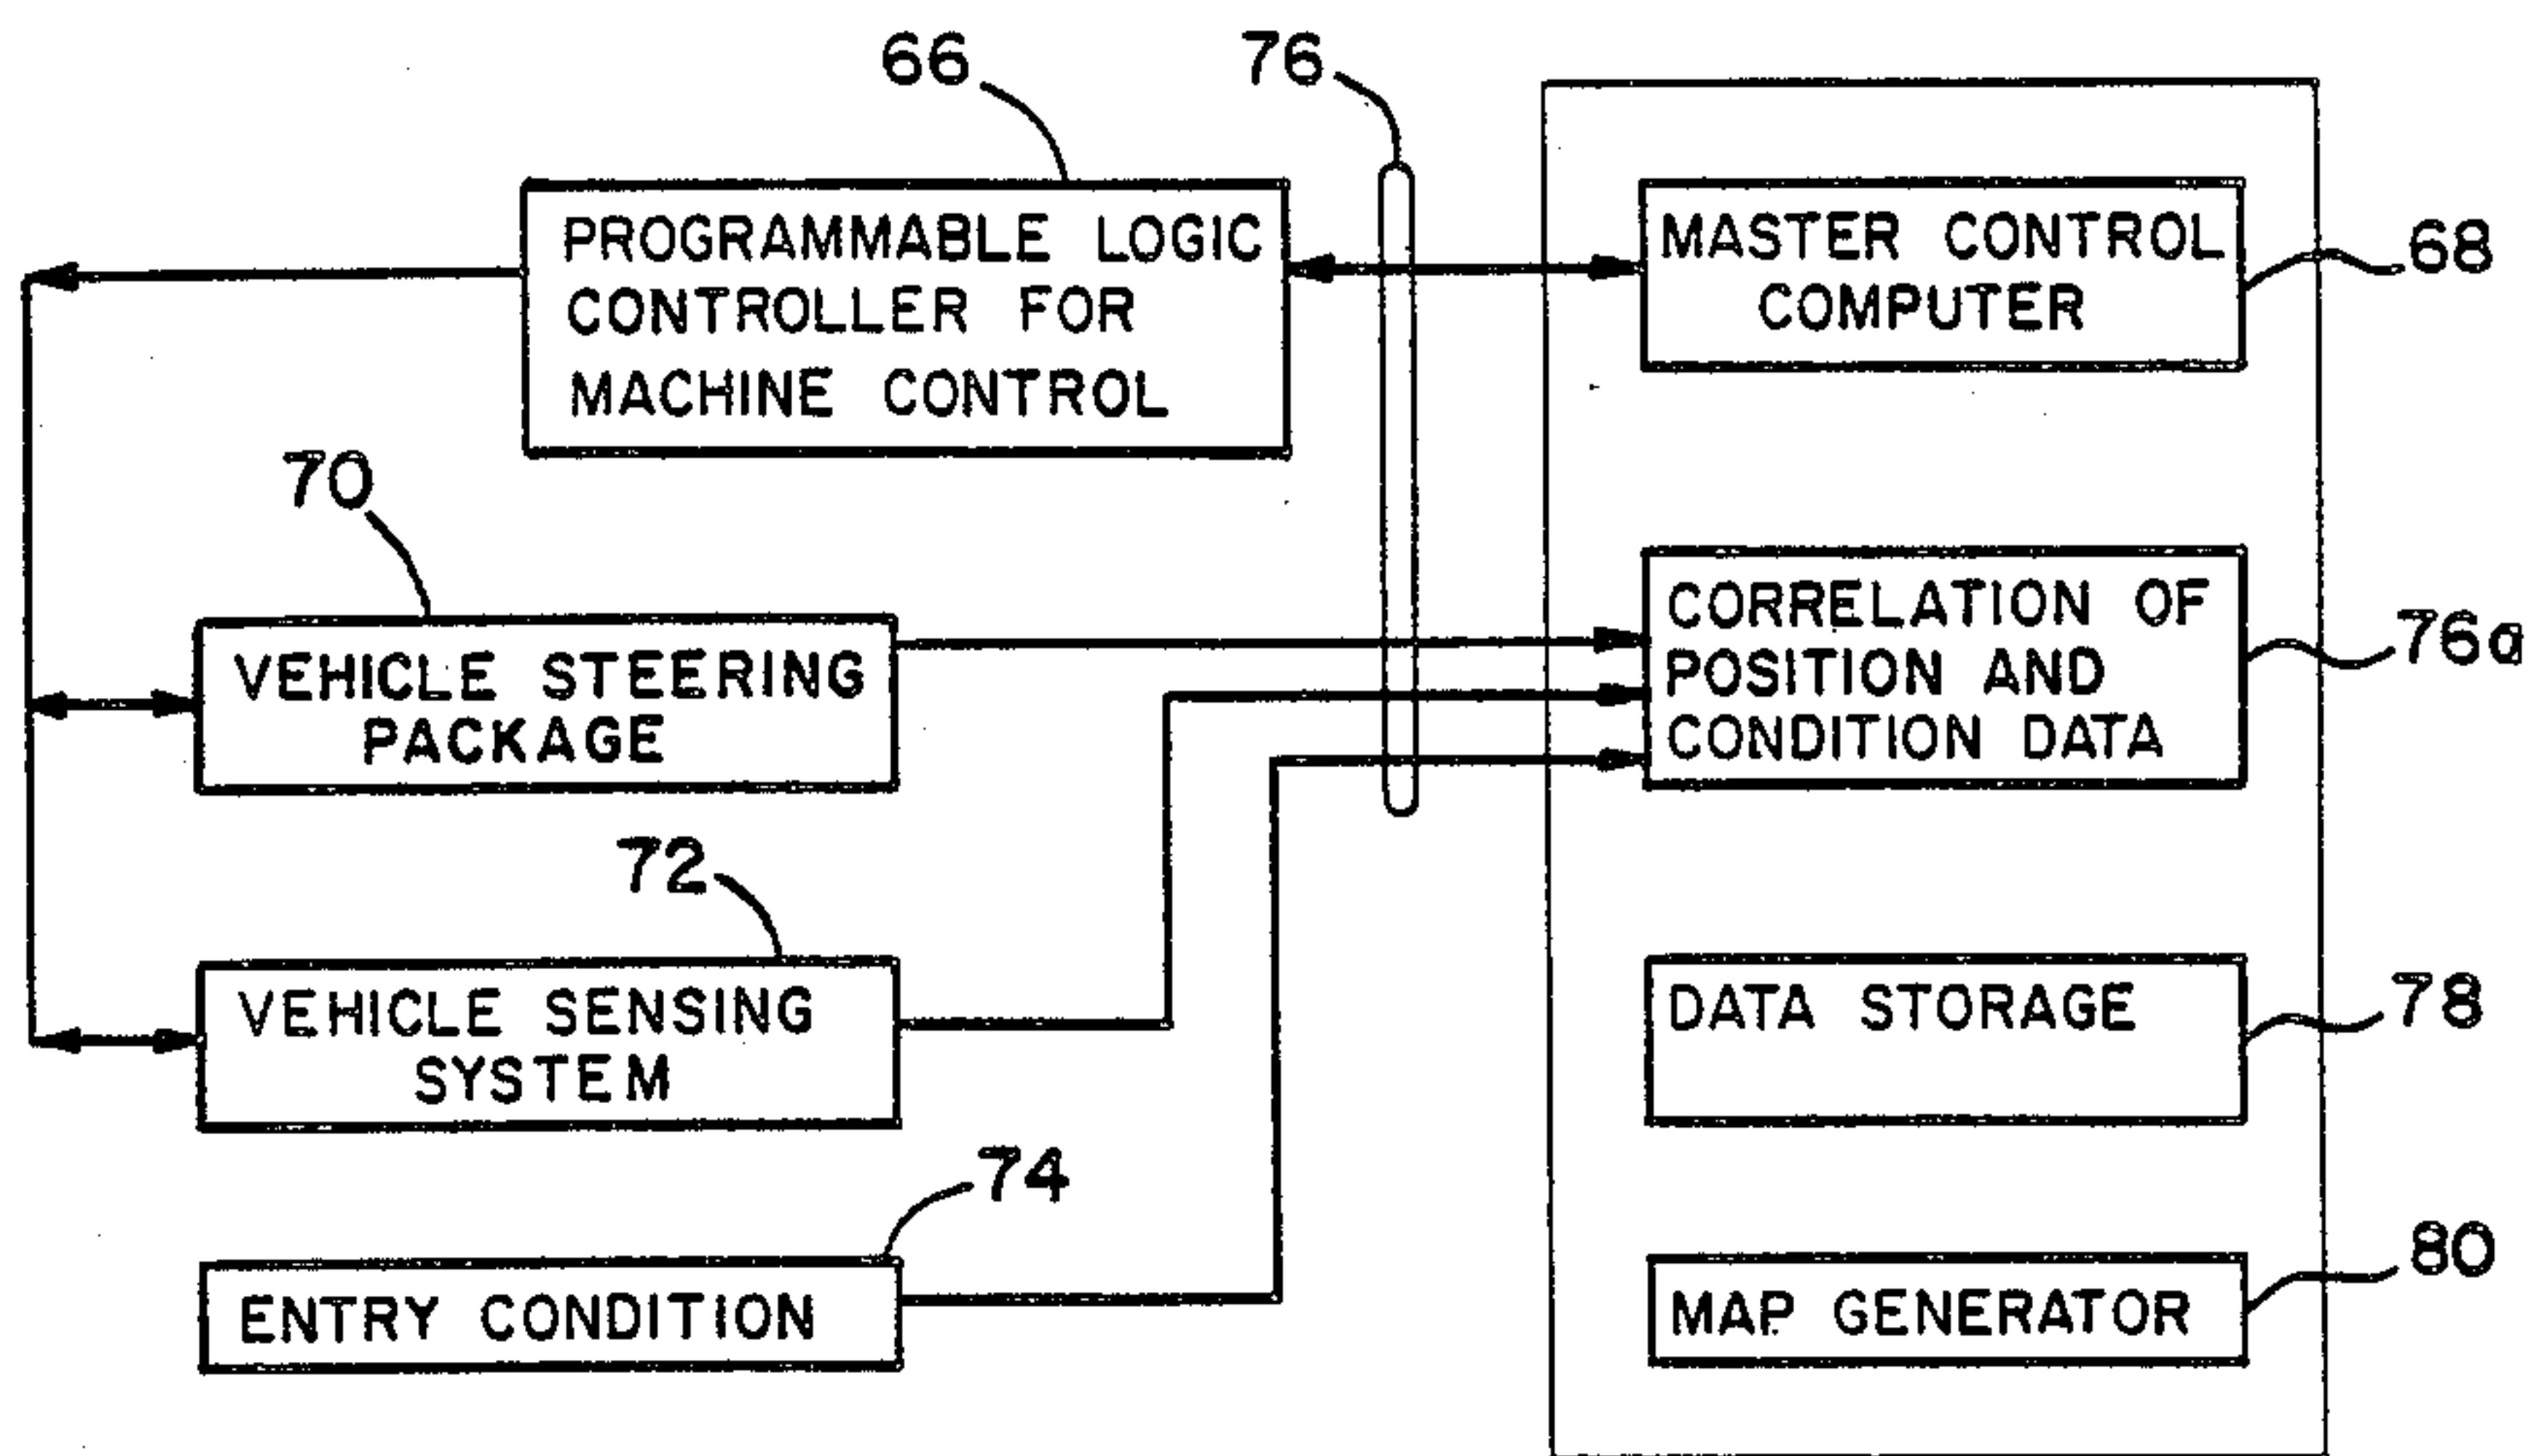 66
76
PROGRAMMABLE LOGIC
CONTROLLER FOR
MACHINE CONTROL
MASTER CONTROL
COMPUTER
68
70
VEHICLE STEERING
PACKAGE
CORRELATION OF
POSITION AND
CONDITION DATA
76a
72
VEHICLE SENSING
SYSTEM
DATA STORAGE
78
74
ENTRY CONDITION
MAP GENERATOR
80